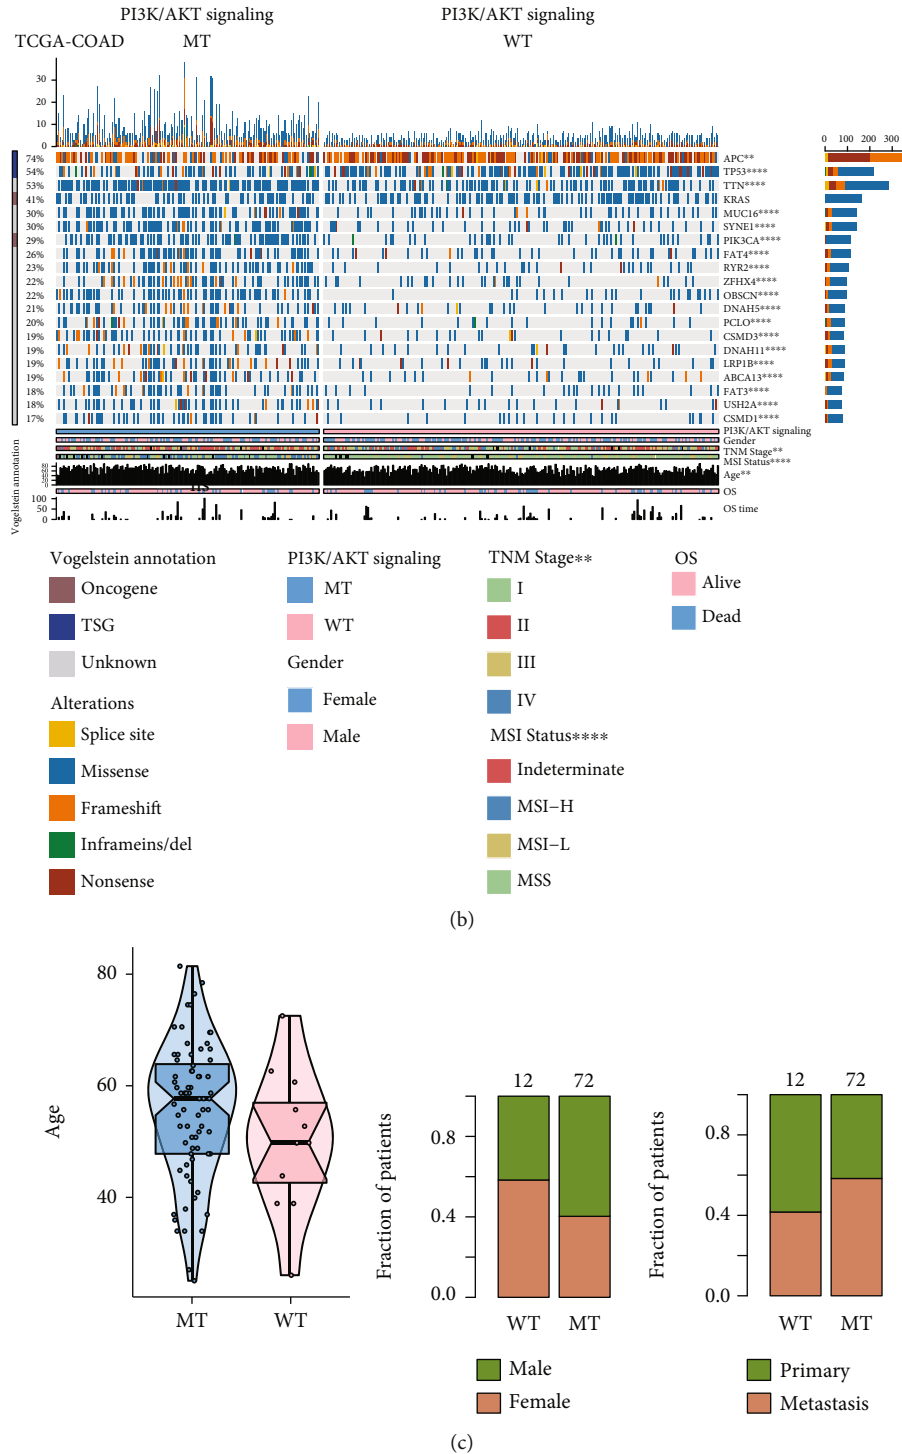 PI3K/AKT signaling PI3K/AKT signaling
TCGA-COAD MT WT
30
20
10
0
0 100 200 300
74% APC**
54% TP53****
53% TTN****
41% KRAS
30% MUC16****
30% SYNE1****
29% PIK3CA****
26% FAT4****
23% RYR2****
22% ZFHX4****
22% OBSCN****
21% DNAH5****
20% PCLO****
19% CSMD3****
19% DNAH11****
19% LRP1B****
19% ABCA13****
18% FAT3****
18% USH2A****
17% CSMD1****
Vogelstein annotation
PI3K/AKT signaling
Gender
TNM Stage**
MSI Status****
Age**
OS
OS time
100
50
0
Vogelstein annotation
Oncogene
TSG
Unknown
Alterations
Splice site
Missense
Frameshift
Inframeins/del
Nonsense
PI3K/AKT signaling
MT
WT
Gender
Female
Male
TNM Stage**
I
II
III
IV
MSI Status****
Indeterminate
MSI-H
MSI-L
MSS
OS
Alive
Dead
(b)
Age
80
60
40
MT WT
Fraction of patients
12 72
0.8
0.4
0.0
WT MT
Male
Female
Fraction of patients
12 72
0.8
0.4
0.0
WT MT
Primary
Metastasis
(c)